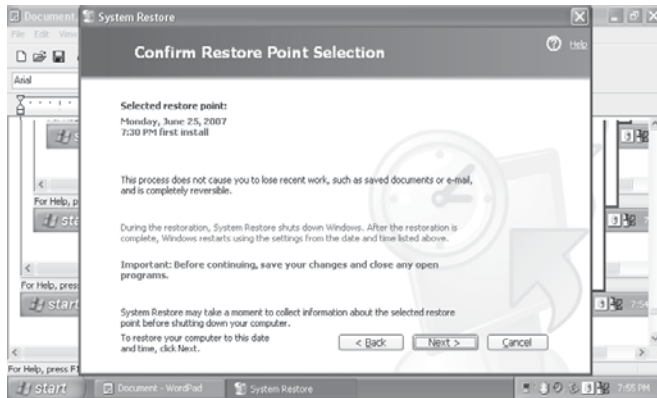 Document
System Restore
File Edit View
Confirm Restore Point Selection
Help
Arial
Selected restore point:
Monday, June 25, 2007
7:30 PM first install
This process does not cause you to lose recent work, such as saved documents or e-mail,
and is completely reversible.
For Help, p
During the restoration, System Restore shuts down Windows. After the restoration is
complete, Windows restarts using the settings from the date and time listed above.
Important: Before continuing, save your changes and close any open
programs.
For Help, press
start
7:54
System Restore may take a moment to collect information about the selected restore
point before shutting down your computer.
To restore your computer to this date
and time, click Next.
< Back
Next >
Cancel
For Help, press F1
start
Document - WordPad
System Restore
7:55 PM